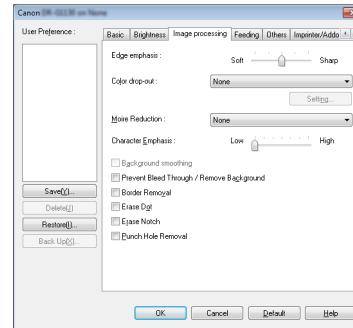 Canon on None
User Preference :
Save(Y)...
Delete(J)
Restore(L)...
Back Up(X)...
Basic Brightness Image processing Feeding Others Imprinter/Addo
Edge emphasis : Soft Sharp
Color drop-out : None
Setting...
Moire Reduction : None
Character Emphasis : Low High
Background smoothing
Prevent Bleed Through / Remove Background
Border Removal
Erase Dot
Erase Notch
Punch Hole Removal
OK Cancel Default Help